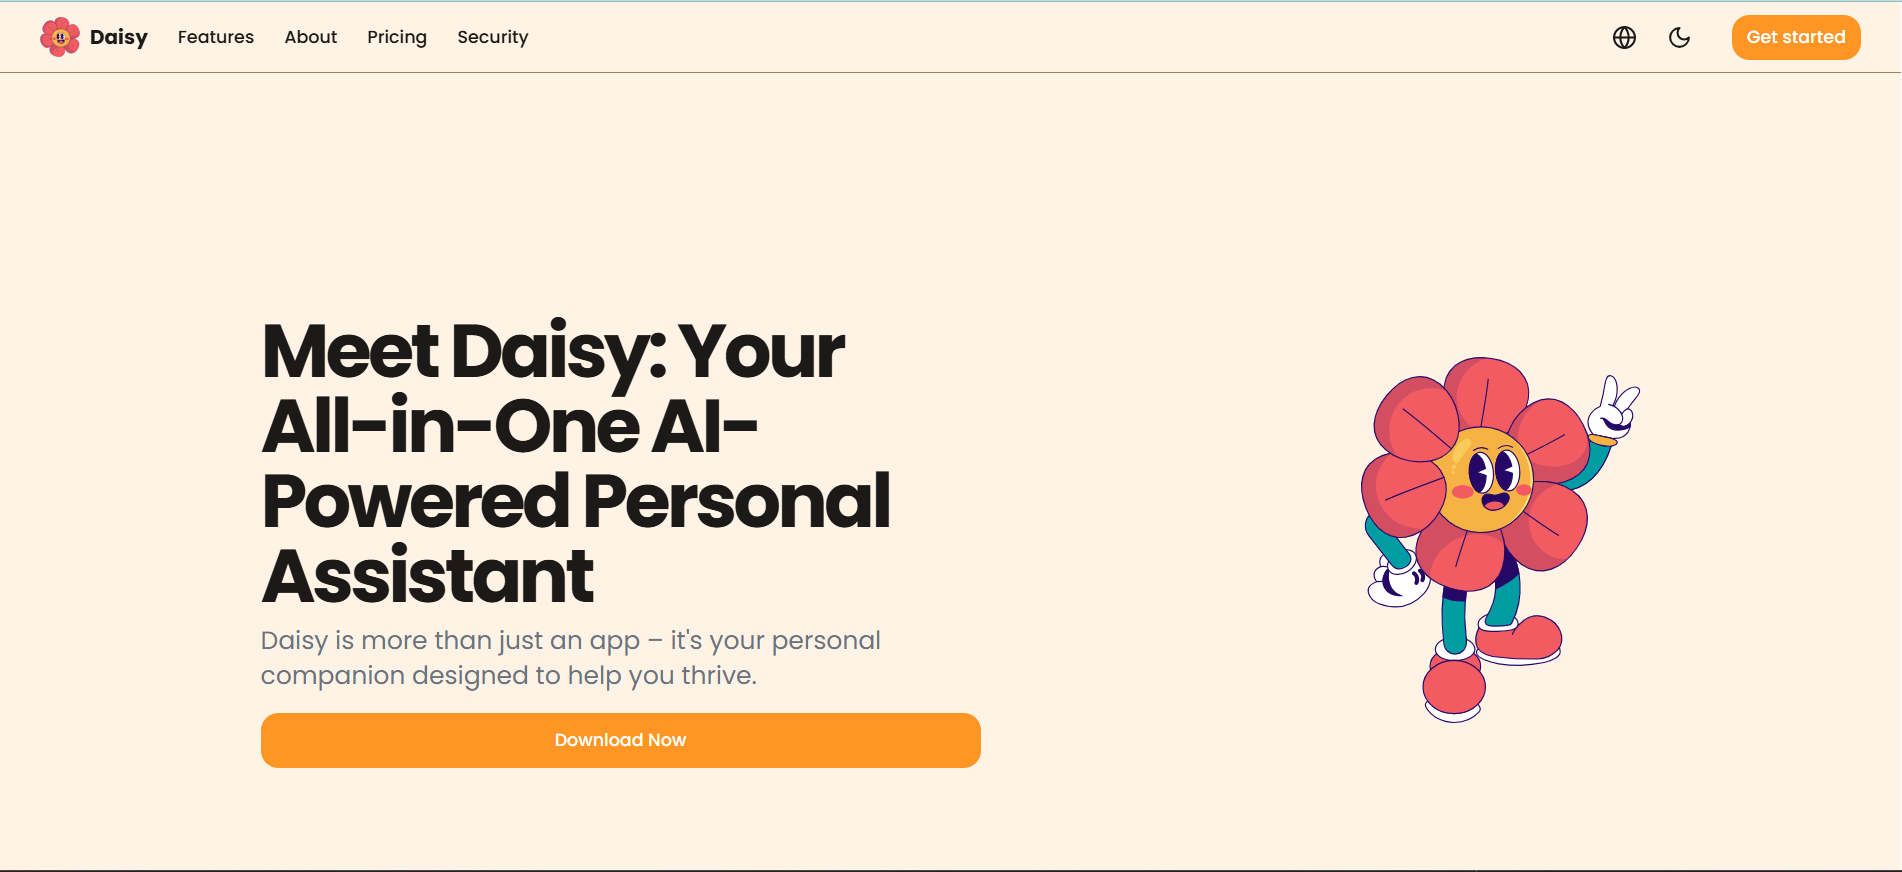 Daisy Features About Pricing Security Get started
Meet Daisy: Your
All-in-One AI-
Powered Personal
Assistant
Daisy is more than just an app – it's your personal
companion designed to help you thrive.
Download Now